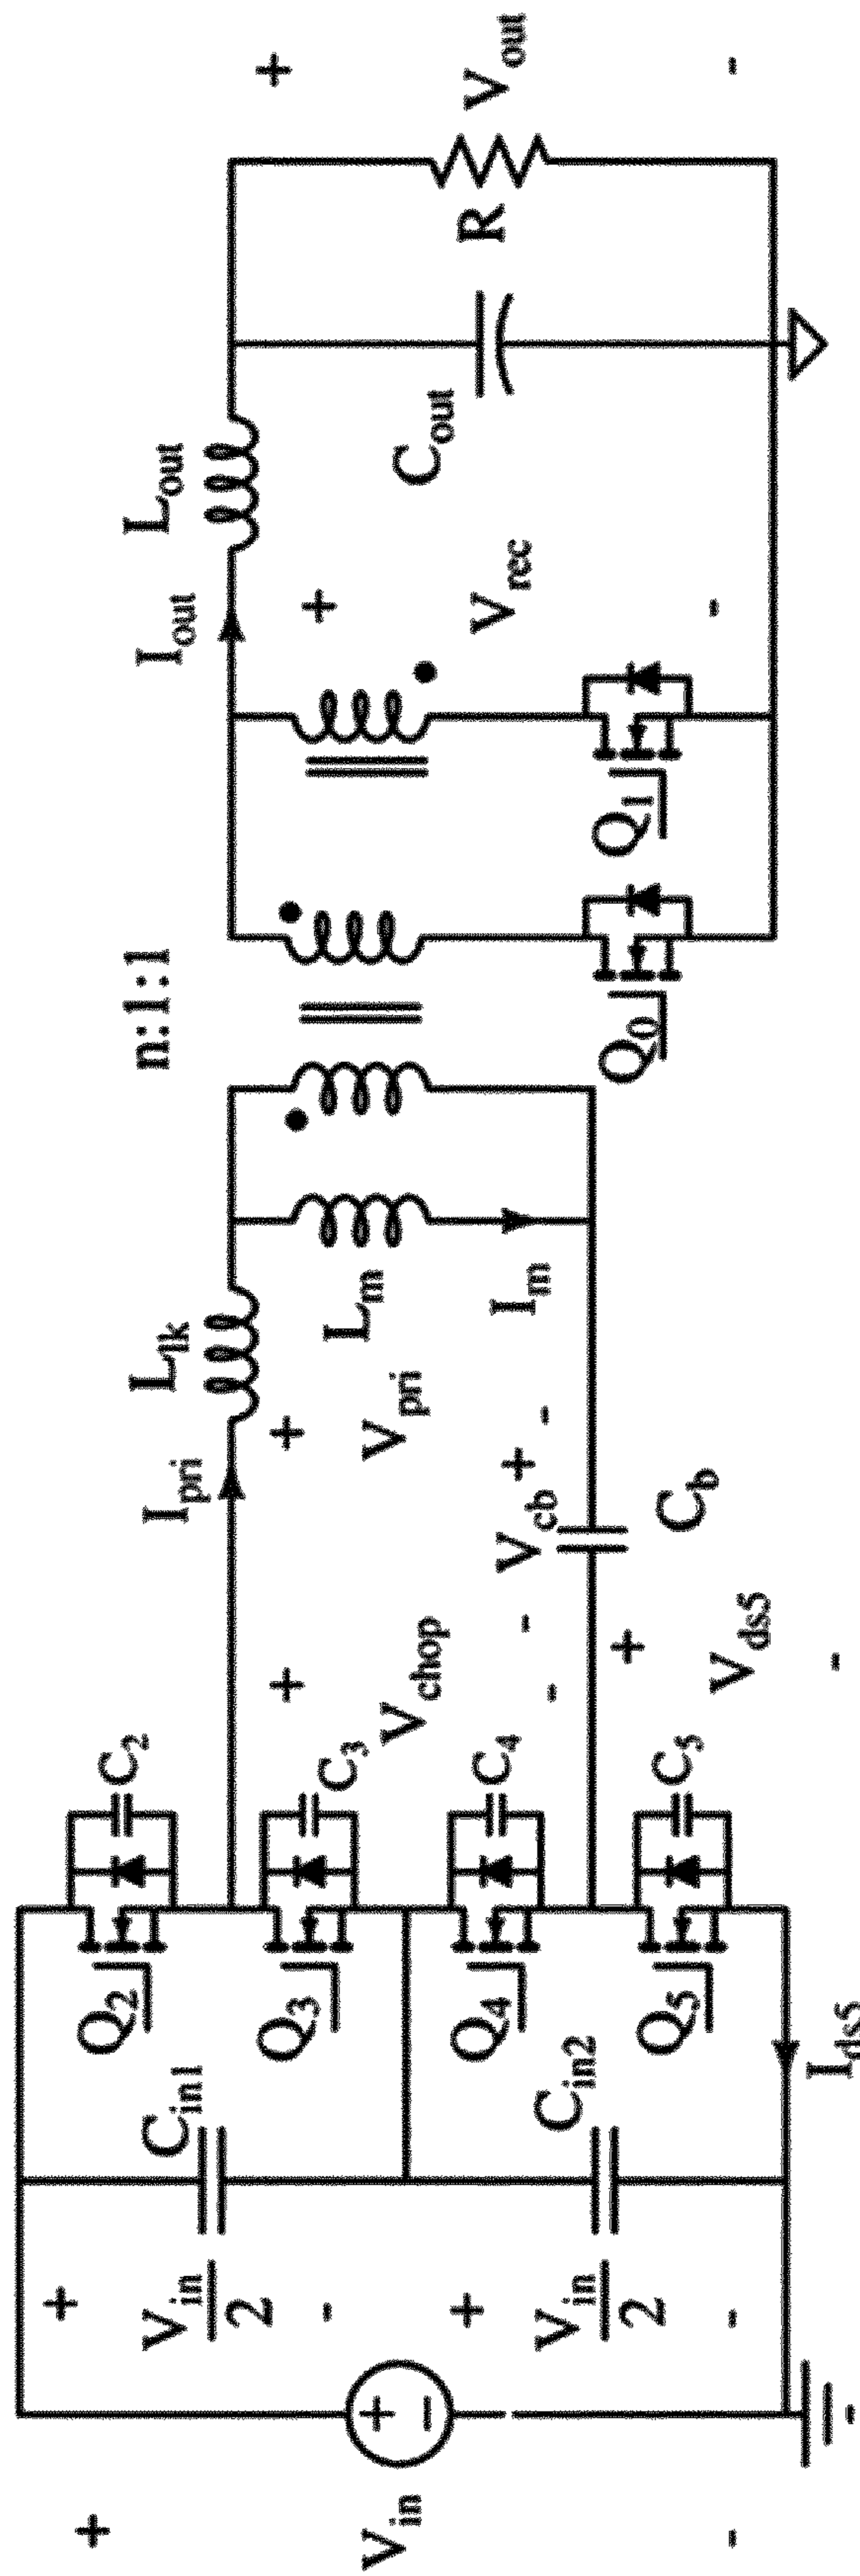 V_in
+
-
+
V_in/2
-
+
V_in/2
-
+
-
-
C_in1
C_in2
Q_2
Q_3
Q_4
Q_5
C_2
C_3
C_4
C_5
I_ds5
+
V_chop
-
+
V_ds5
-
I_pri
- V_cb +
C_b
+
V_pri
-
L_lk
L_m
I_m
n:1:1
Q_0
Q_1
I_out
+
V_rec
-
L_out
C_out
R
+
V_out
-